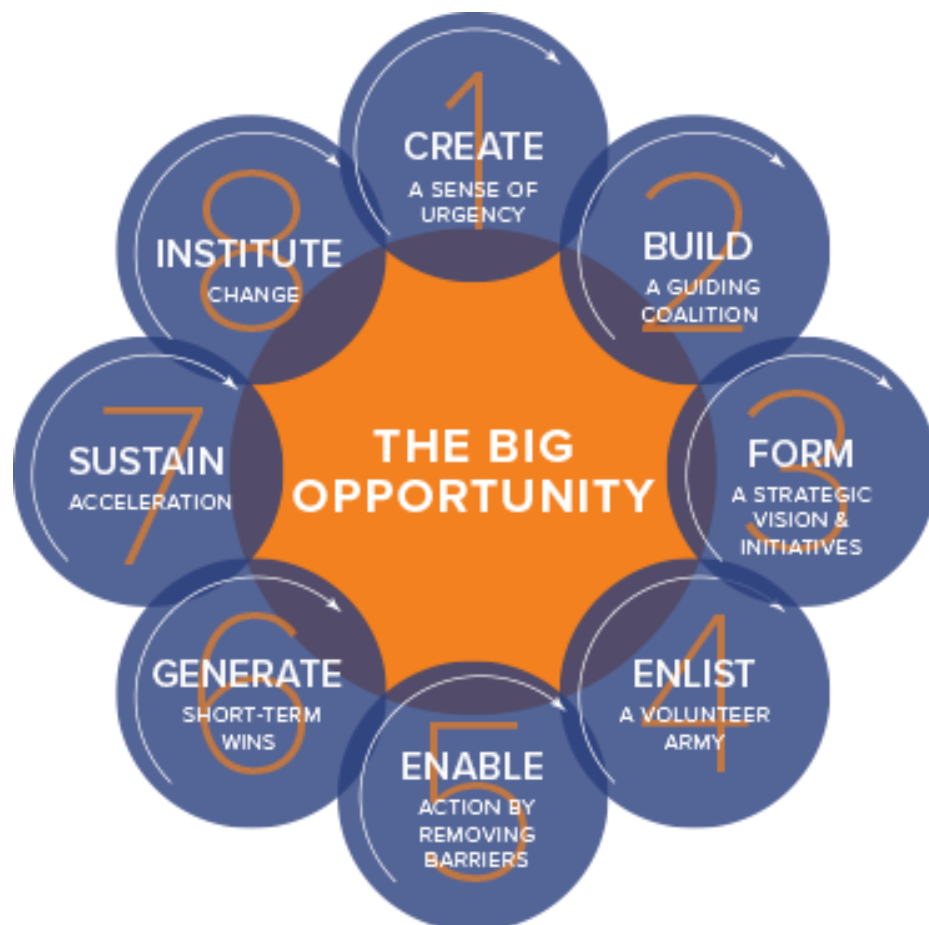 1
CREATE
A SENSE OF
URGENCY
2
BUILD
A GUIDING
COALITION
3
FORM
A STRATEGIC
VISION &
INITIATIVES
4
ENLIST
A VOLUNTEER
ARMY
5
ENABLE
ACTION BY
REMOVING
BARRIERS
6
GENERATE
SHORT-TERM
WINS
7
SUSTAIN
ACCELERATION
8
INSTITUTE
CHANGE
THE BIG
OPPORTUNITY